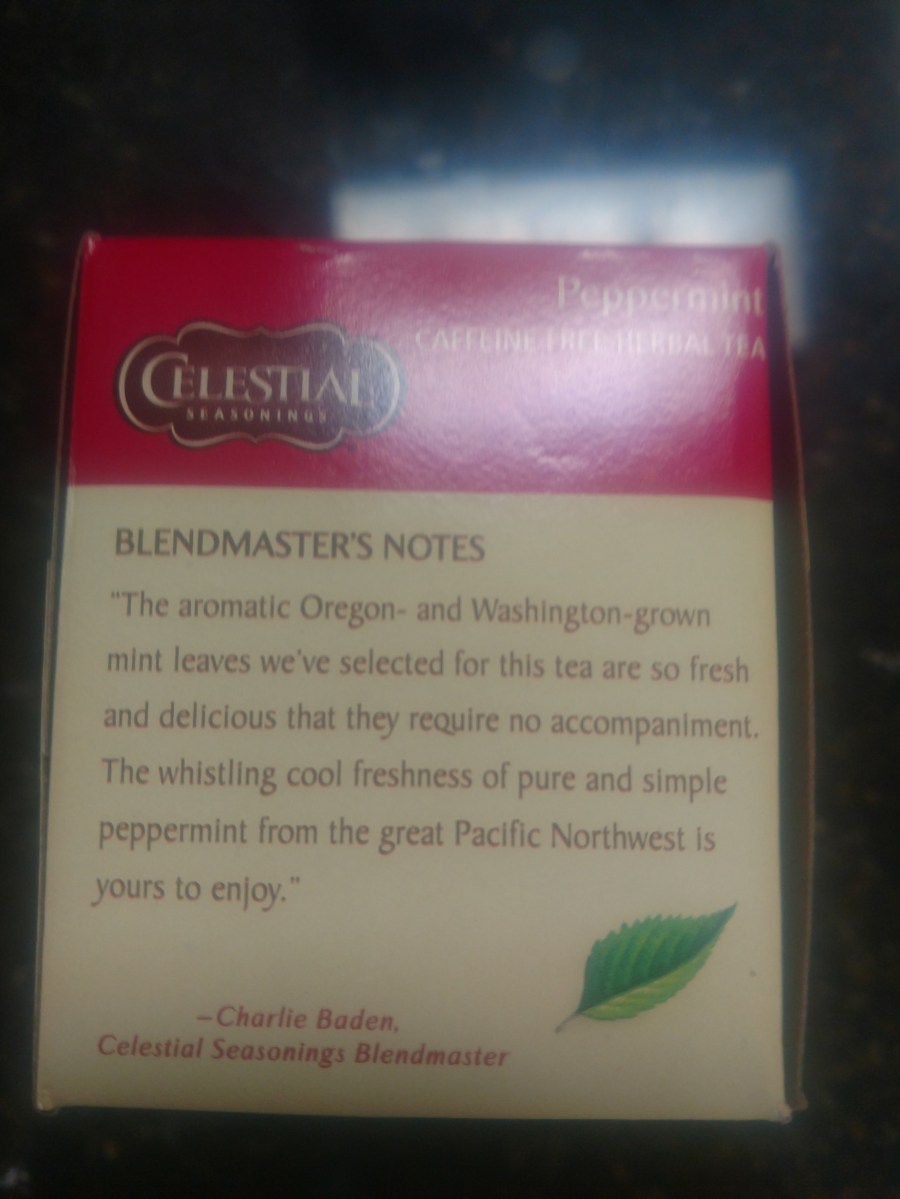 Peppermint
CAFFEINE FREE HERBAL TEA
CELESTIAL
SEASONINGS
BLENDMASTER'S NOTES
"The aromatic Oregon- and Washington-grown
mint leaves we've selected for this tea are so fresh
and delicious that they require no accompaniment.
The whistling cool freshness of pure and simple
peppermint from the great Pacific Northwest is
yours to enjoy."
–Charlie Baden,
Celestial Seasonings Blendmaster